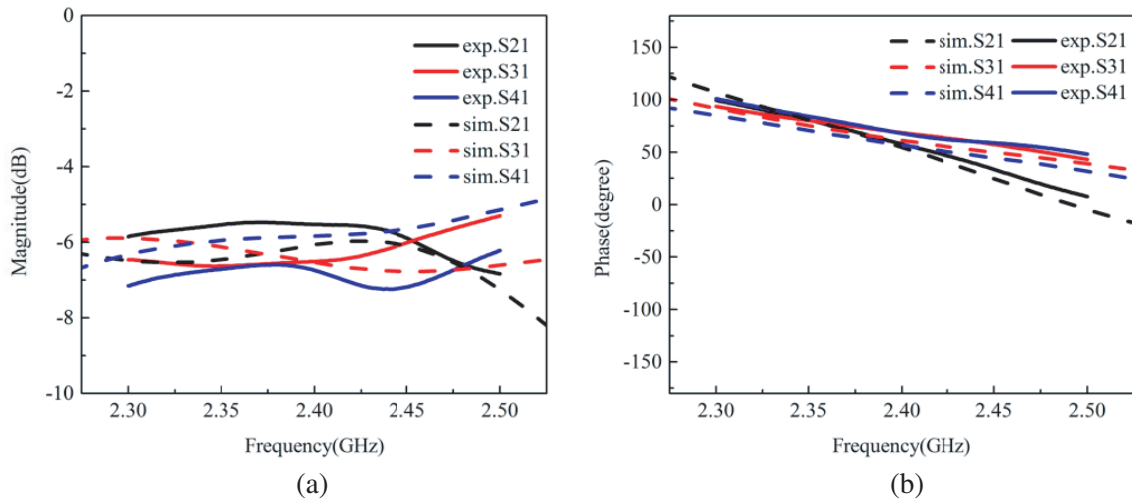 0
-2
-4
-6
-8
-10
Magnitude(dB)
exp.S21
exp.S31
exp.S41
sim.S21
sim.S31
sim.S41
2.30 2.35 2.40 2.45 2.50
Frequency(GHz)
(a)
150
100
50
0
-50
-100
-150
Phase(degree)
sim.S21 exp.S21
sim.S31 exp.S31
sim.S41 exp.S41
2.30 2.35 2.40 2.45 2.50
Frequency(GHz)
(b)